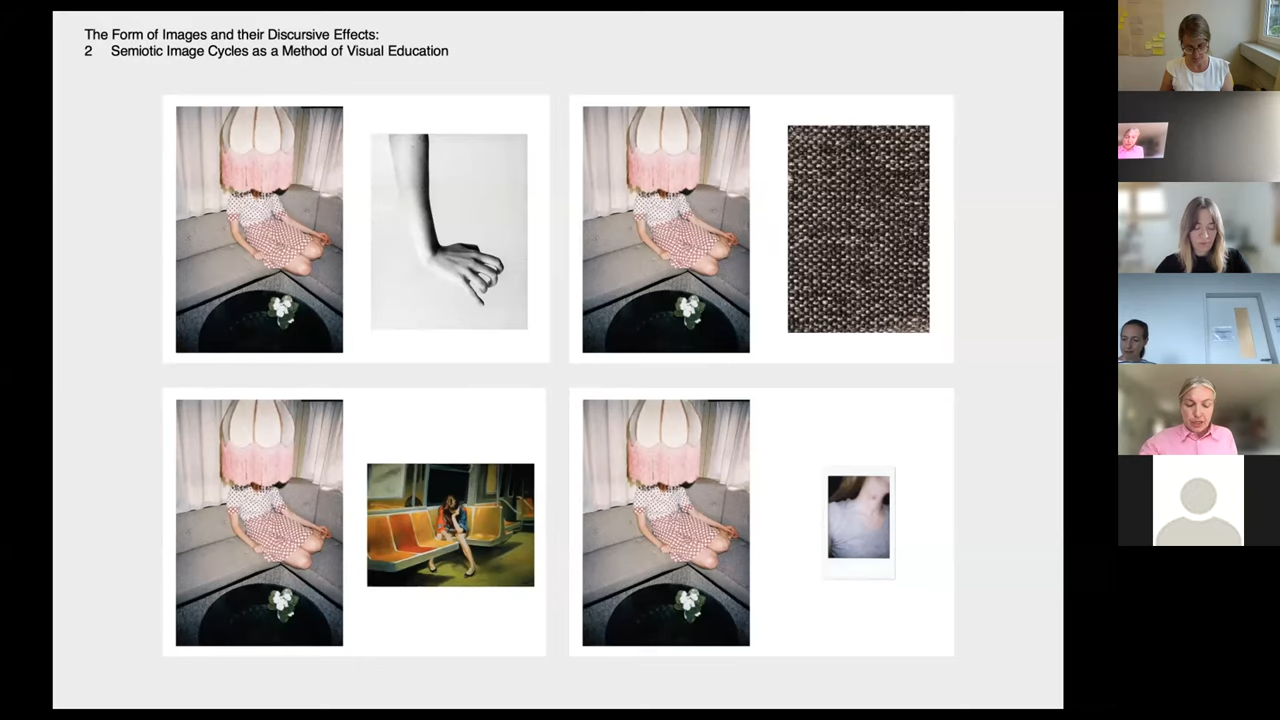 The Form of Images and their Discursive Effects:
2 Semiotic Image Cycles as a Method of Visual Education